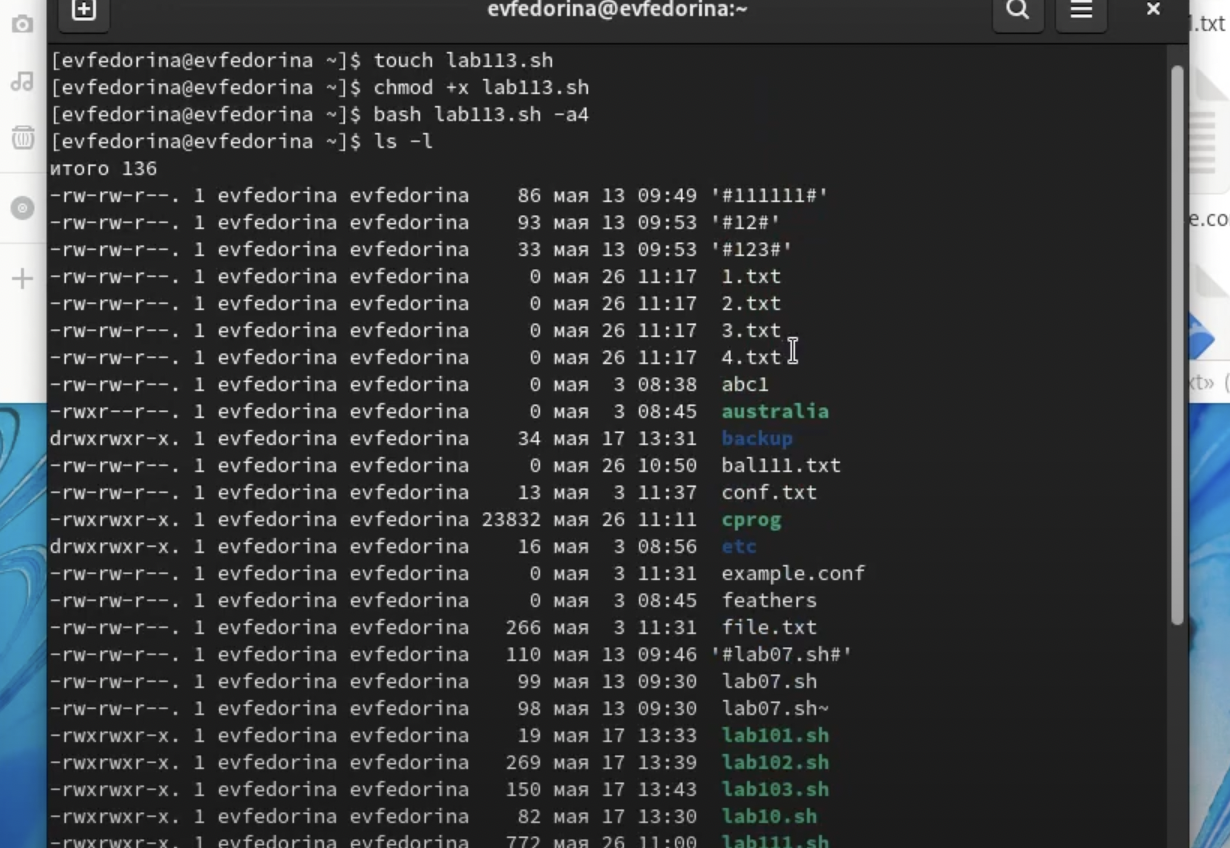 evfedorina@evfedorina:~
[evfedorina@evfedorina ~]$ touch lab113.sh
[evfedorina@evfedorina ~]$ chmod +x lab113.sh
[evfedorina@evfedorina ~]$ bash lab113.sh -a4
[evfedorina@evfedorina ~]$ ls -l
итого 136
-rw-rw-r--. 1 evfedorina evfedorina    86 мая 13 09:49 '#111111#'
-rw-rw-r--. 1 evfedorina evfedorina    93 мая 13 09:53 '#12#'
-rw-rw-r--. 1 evfedorina evfedorina    33 мая 13 09:53 '#123#'
-rw-rw-r--. 1 evfedorina evfedorina     0 мая 26 11:17  1.txt
-rw-rw-r--. 1 evfedorina evfedorina     0 мая 26 11:17  2.txt
-rw-rw-r--. 1 evfedorina evfedorina     0 мая 26 11:17  3.txt
-rw-rw-r--. 1 evfedorina evfedorina     0 мая 26 11:17  4.txt
-rw-rw-r--. 1 evfedorina evfedorina     0 мая  3 08:38  abc1
-rwxr--r--. 1 evfedorina evfedorina     0 мая  3 08:45  australia
drwxrwxr-x. 1 evfedorina evfedorina    34 мая 17 13:31  backup
-rw-rw-r--. 1 evfedorina evfedorina     0 мая 26 10:50  bal111.txt
-rw-rw-r--. 1 evfedorina evfedorina    13 мая  3 11:37  conf.txt
-rwxrwxr-x. 1 evfedorina evfedorina 23832 мая 26 11:11  cprog
drwxrwxr-x. 1 evfedorina evfedorina    16 мая  3 08:56  etc
-rw-rw-r--. 1 evfedorina evfedorina     0 мая  3 11:31  example.conf
-rw-rw-r--. 1 evfedorina evfedorina     0 мая  3 08:45  feathers
-rw-rw-r--. 1 evfedorina evfedorina   266 мая  3 11:31  file.txt
-rw-rw-r--. 1 evfedorina evfedorina   110 мая 13 09:46 '#lab07.sh#'
-rw-rw-r--. 1 evfedorina evfedorina    99 мая 13 09:30  lab07.sh
-rw-rw-r--. 1 evfedorina evfedorina    98 мая 13 09:30  lab07.sh~
-rwxrwxr-x. 1 evfedorina evfedorina    19 мая 17 13:33  lab101.sh
-rwxrwxr-x. 1 evfedorina evfedorina   269 мая 17 13:39  lab102.sh
-rwxrwxr-x. 1 evfedorina evfedorina   150 мая 17 13:43  lab103.sh
-rwxrwxr-x. 1 evfedorina evfedorina    82 мая 17 13:30  lab10.sh
-rwxrwxr-x. 1 evfedorina evfedorina   772 мая 26 11:00  lab111.sh